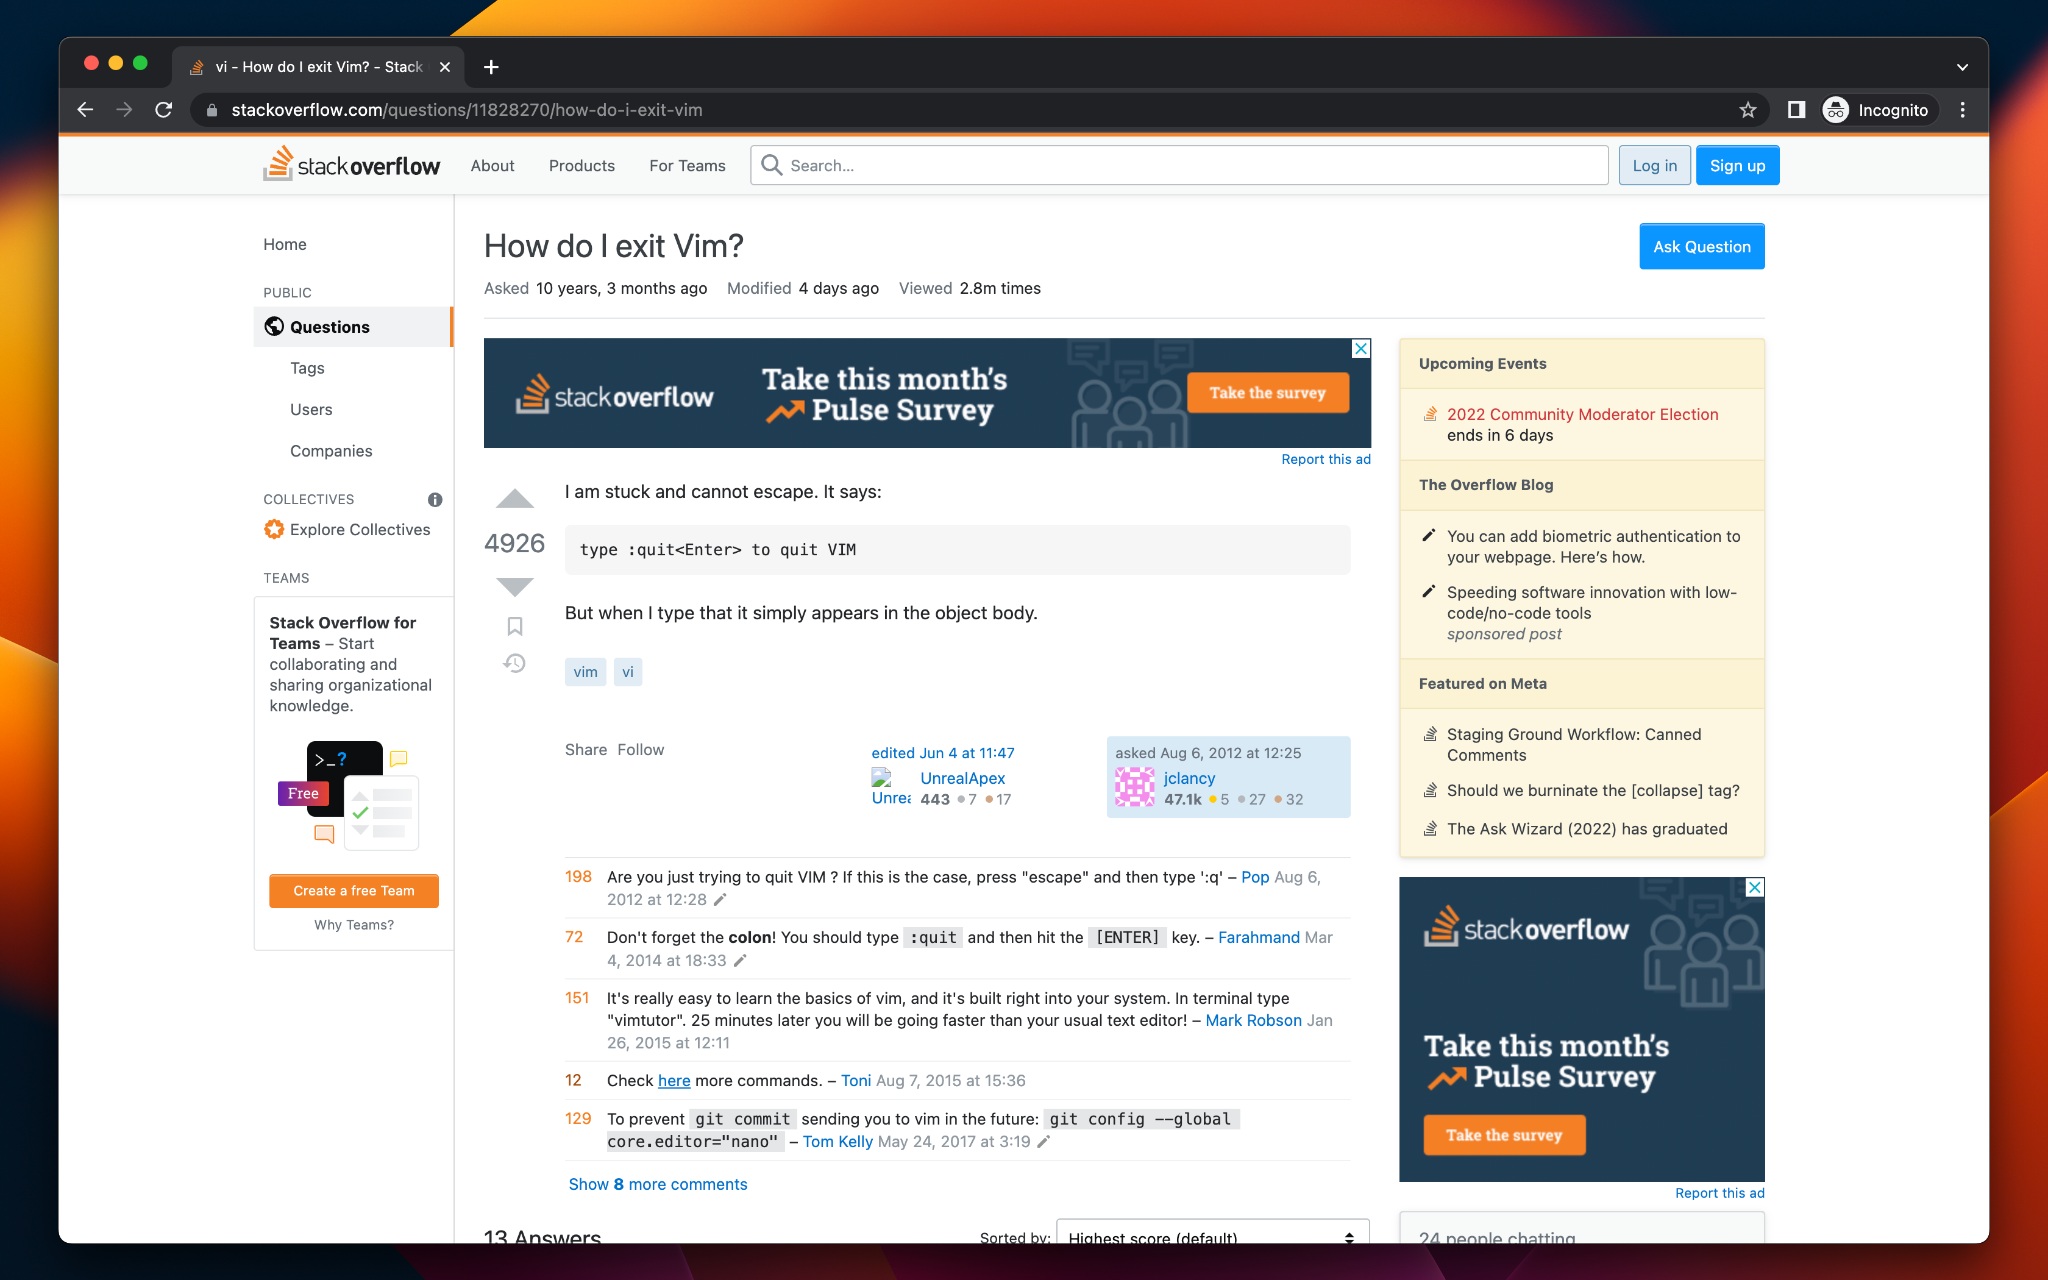 vi - How do I exit Vim? - Stack
stackoverflow.com/questions/11828270/how-do-i-exit-vim
Incognito
stackoverflow
About
Products
For Teams
Search...
Log in
Sign up
Home
PUBLIC
Questions
Tags
Users
Companies
COLLECTIVES
Explore Collectives
TEAMS
Stack Overflow for
Teams – Start
collaborating and
sharing organizational
knowledge.
>_?
Free
Create a free Team
Why Teams?
How do I exit Vim?
Ask Question
Asked 10 years, 3 months ago Modified 4 days ago Viewed 2.8m times
stackoverflow
Take this month's
Pulse Survey
Take the survey
Report this ad
4926
I am stuck and cannot escape. It says:
type :quit<Enter> to quit VIM
But when I type that it simply appears in the object body.
vim vi
Share Follow
edited Jun 4 at 11:47
UnrealApex
Unrea 443 7 17
asked Aug 6, 2012 at 12:25
jclancy
47.1k 5 27 32
198 Are you just trying to quit VIM ? If this is the case, press "escape" and then type ':q' – Pop Aug 6,
2012 at 12:28
72 Don't forget the colon! You should type :quit and then hit the [ENTER] key. – Farahmand Mar
4, 2014 at 18:33
151 It's really easy to learn the basics of vim, and it's built right into your system. In terminal type
"vimtutor". 25 minutes later you will be going faster than your usual text editor! – Mark Robson Jan
26, 2015 at 12:11
12 Check here more commands. – Toni Aug 7, 2015 at 15:36
129 To prevent git commit sending you to vim in the future: git config --global
core.editor="nano" – Tom Kelly May 24, 2017 at 3:19
Show 8 more comments
13 Answers
Sorted by: Highest score (default)
Upcoming Events
2022 Community Moderator Election
ends in 6 days
The Overflow Blog
You can add biometric authentication to
your webpage. Here's how.
Speeding software innovation with low-
code/no-code tools
sponsored post
Featured on Meta
Staging Ground Workflow: Canned
Comments
Should we burninate the [collapse] tag?
The Ask Wizard (2022) has graduated
stackoverflow
Take this month's
Pulse Survey
Take the survey
Report this ad
24 people chatting